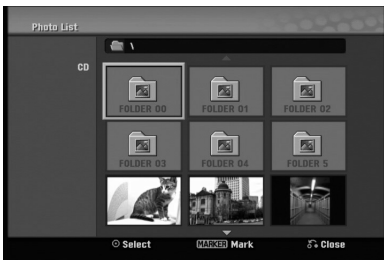 Photo List
\
CD
FOLDER 00 FOLDER 01 FOLDER 02
FOLDER 03 FOLDER 04 FOLDER 5
Select MARKER Mark Close